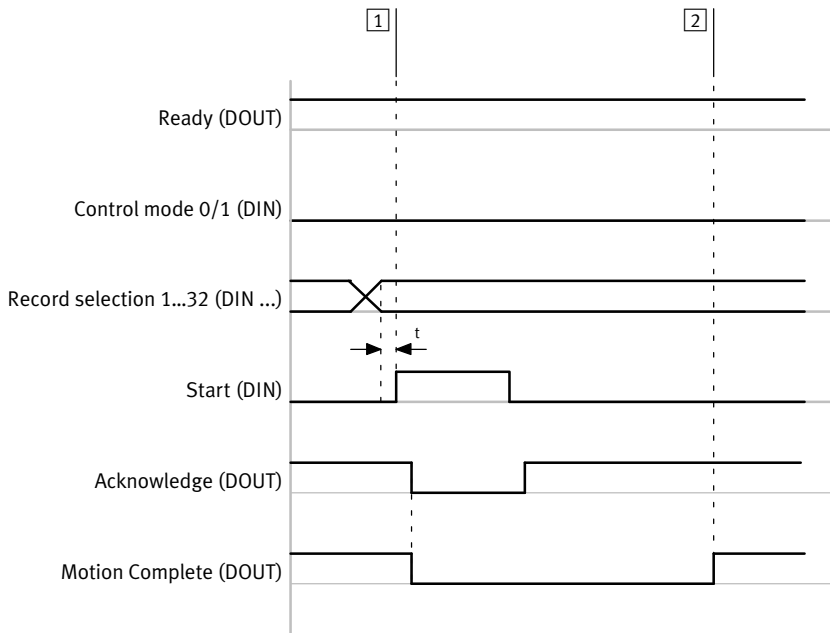 1
2
Ready (DOUT)
Control mode 0/1 (DIN)
Record selection 1...32 (DIN ...)
t
Start (DIN)
Acknowledge (DOUT)
Motion Complete (DOUT)